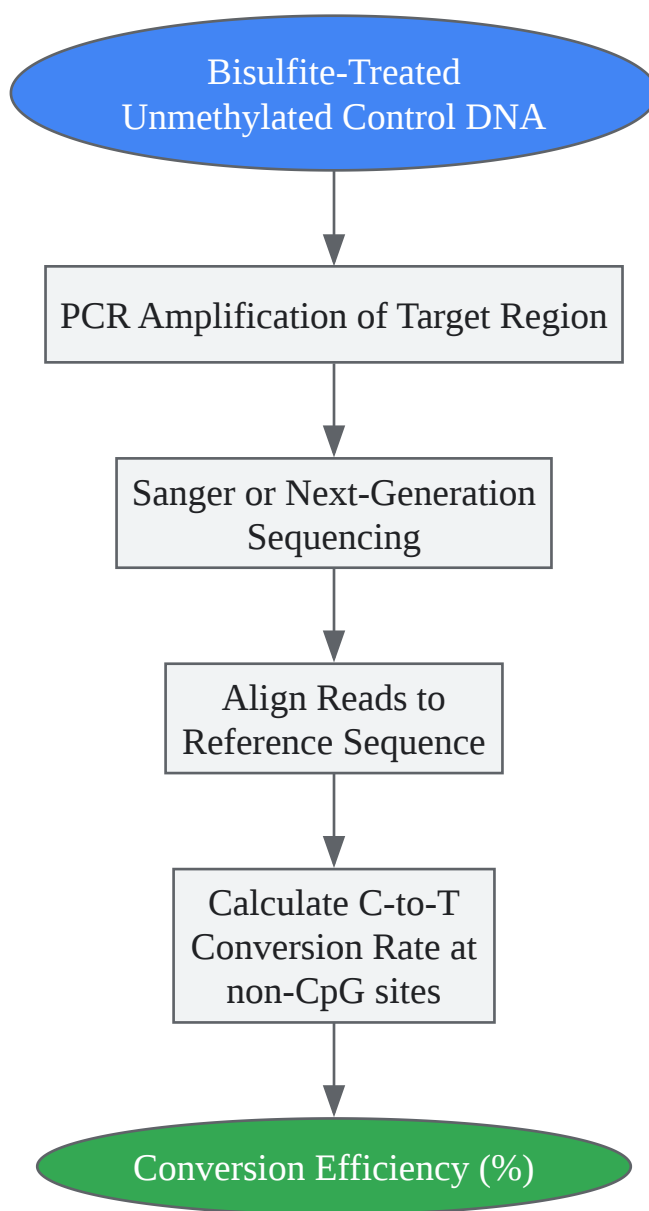 Bisulfite-Treated
Unmethylated Control DNA
PCR Amplification of Target Region
Sanger or Next-Generation
Sequencing
Align Reads to
Reference Sequence
Calculate C-to-T
Conversion Rate at
non-CpG sites
Conversion Efficiency (%)